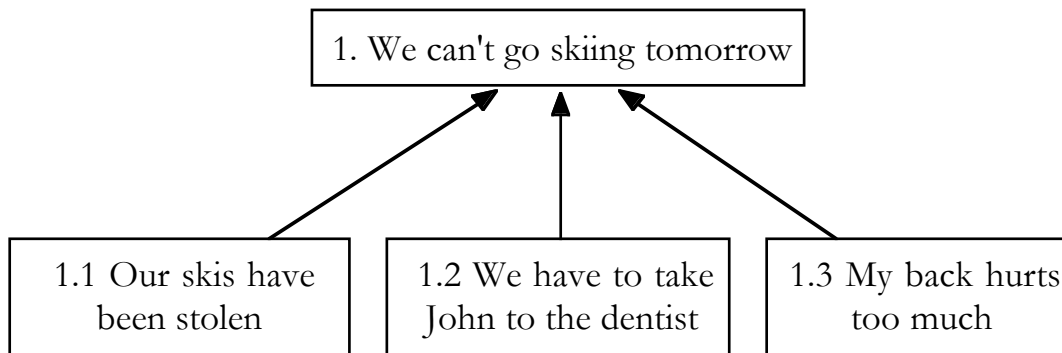 1. We can't go skiing tomorrow
1.1 Our skis have
been stolen
1.2 We have to take
John to the dentist
1.3 My back hurts
too much